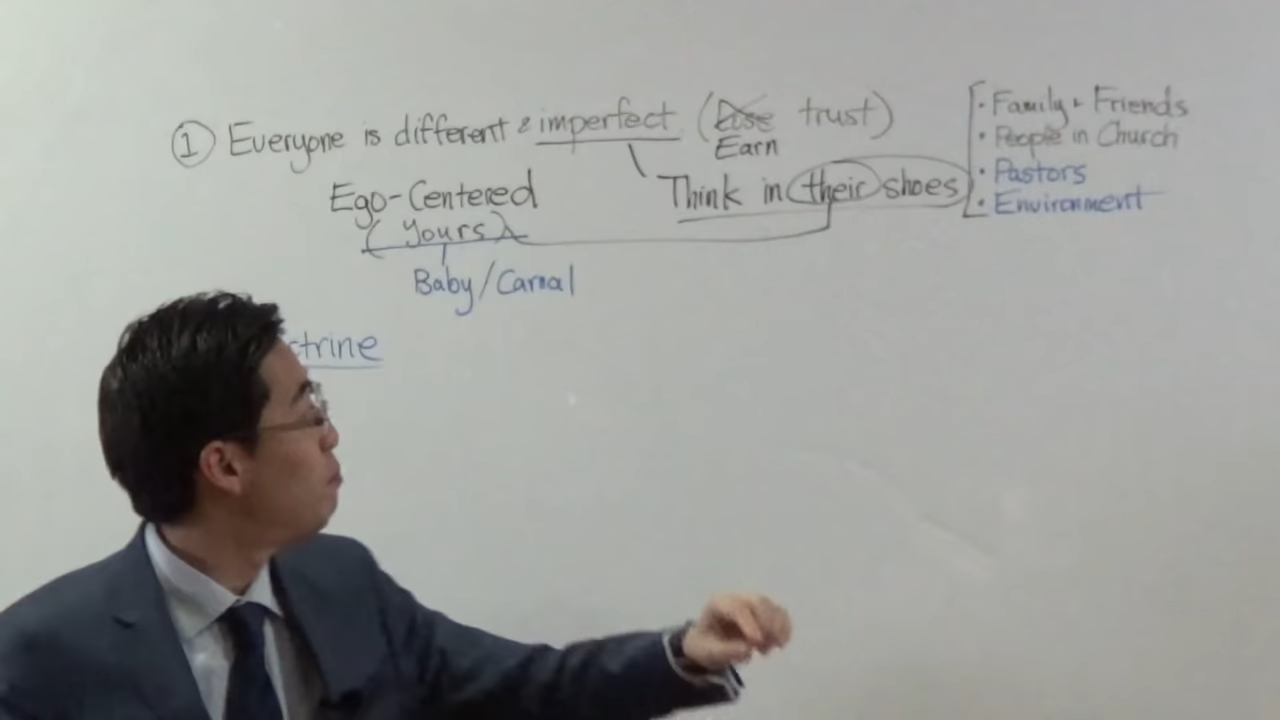 ① Everyone is different & imperfect (Lose trust)
Earn
Ego-Centered
(Yours)
Think in their shoes
Baby/Carnal
• Family + Friends
• People in Church
• Pastors
• Environment
ctrine